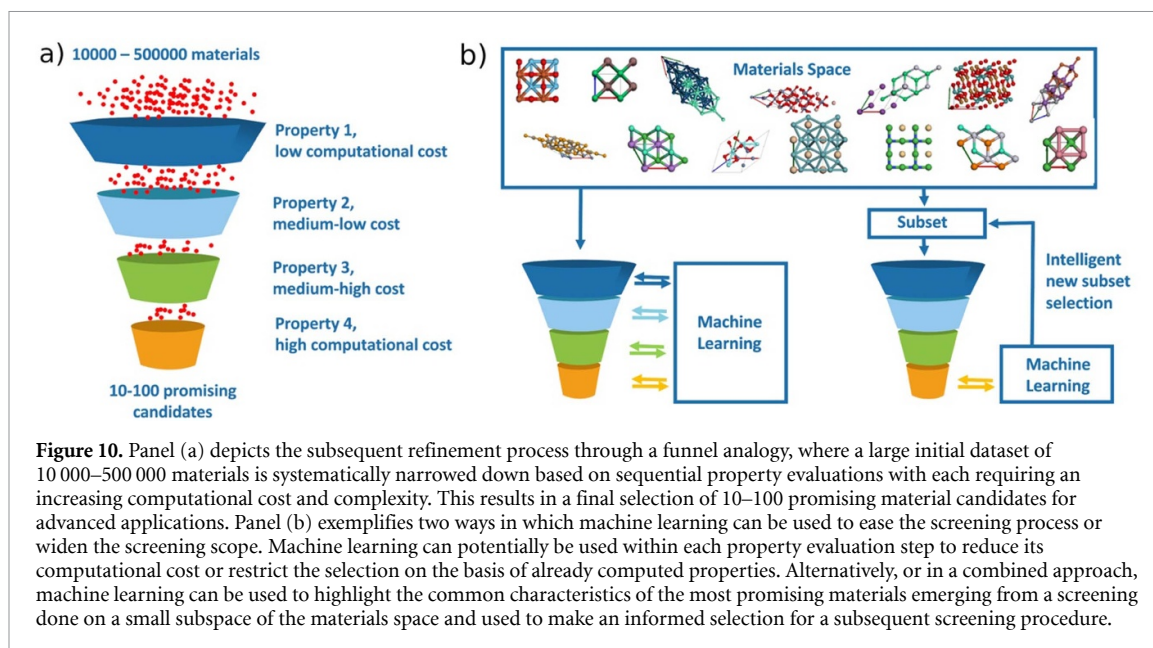 a)
10000 – 500000 materials
Property 1,
low computational cost
Property 2,
medium-low cost
Property 3,
medium-high cost
Property 4,
high computational cost
10-100 promising
candidates
b)
Materials Space
Subset
Intelligent
new subset
selection
Machine
Learning
Machine
Learning
Figure 10. Panel (a) depicts the subsequent refinement process through a funnel analogy, where a large initial dataset of
10 000–500 000 materials is systematically narrowed down based on sequential property evaluations with each requiring an
increasing computational cost and complexity. This results in a final selection of 10–100 promising material candidates for
advanced applications. Panel (b) exemplifies two ways in which machine learning can be used to ease the screening process or
widen the screening scope. Machine learning can potentially be used within each property evaluation step to reduce its
computational cost or restrict the selection on the basis of already computed properties. Alternatively, or in a combined approach,
machine learning can be used to highlight the common characteristics of the most promising materials emerging from a screening
done on a small subspace of the materials space and used to make an informed selection for a subsequent screening procedure.